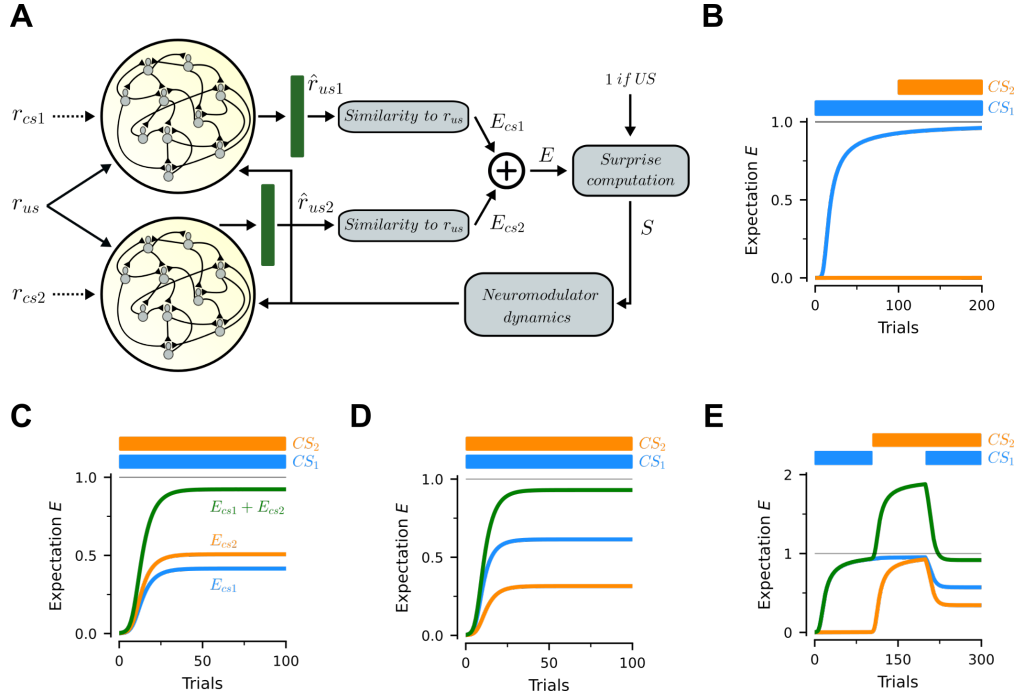 A
r_cs1
r_us
r_cs2
r̂_us1
r̂_us2
Similarity to r_us
Similarity to r_us
E_cs1
E_cs2
+
E
1 if US
Surprise
computation
S
Neuromodulator
dynamics
B
CS_2
CS_1
Expectation E
1.0
0.5
0.0
0
100
200
Trials
C
CS_2
CS_1
Expectation E
1.0
0.5
0.0
E_cs1 + E_cs2
E_cs2
E_cs1
0
50
100
Trials
D
CS_2
CS_1
Expectation E
1.0
0.5
0.0
0
50
100
Trials
E
CS_2
CS_1
Expectation E
2
1
0
0
150
300
Trials